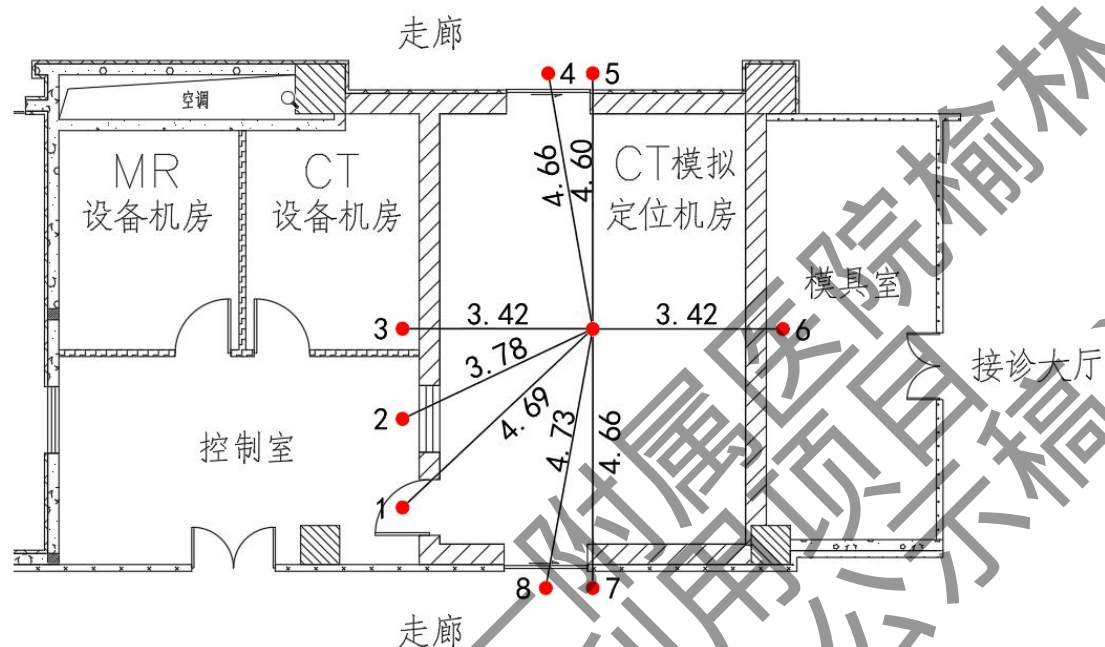 走廊
4
5
空调
MR
设备机房
CT
设备机房
4.66
4.60
CT模拟
定位机房
模具室
3
3.42
3.42
6
3.78
接诊大厅
2
4.69
4.73
4.66
控制室
1
8
7
走廊
附属医院榆林
利用项目
公示稿